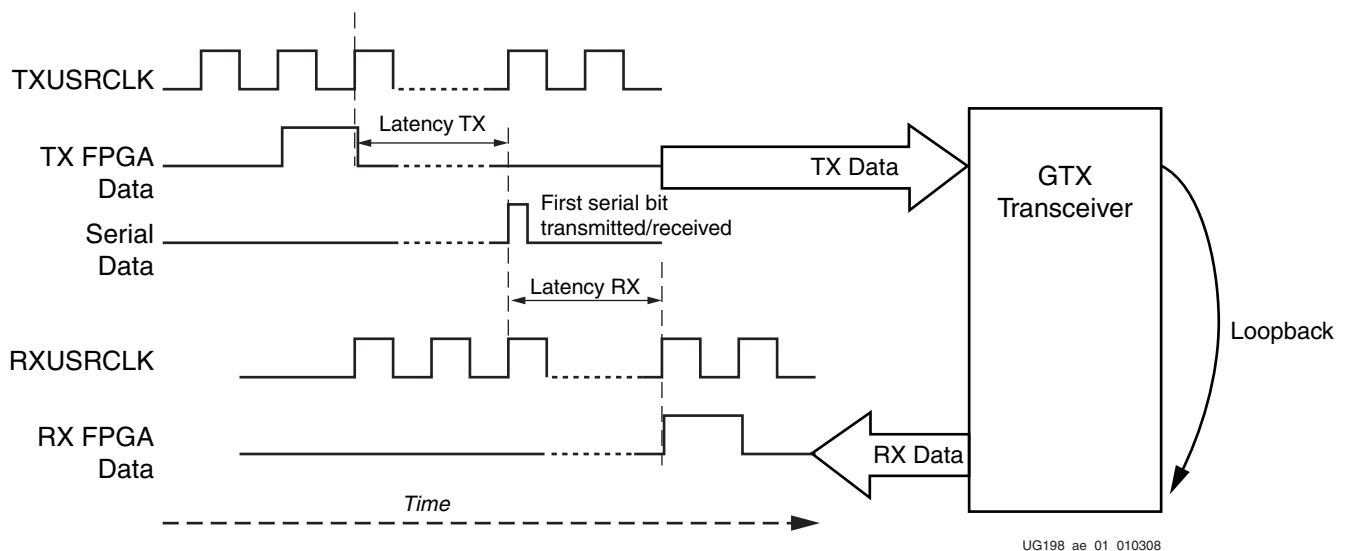 TXUSRCLK
Latency TX
TX FPGA
Data
TX Data
GTX
Transceiver
First serial bit
transmitted/received
Serial
Data
Latency RX
Loopback
RXUSRCLK
RX FPGA
Data
RX Data
Time
UG198_ae_01_010308